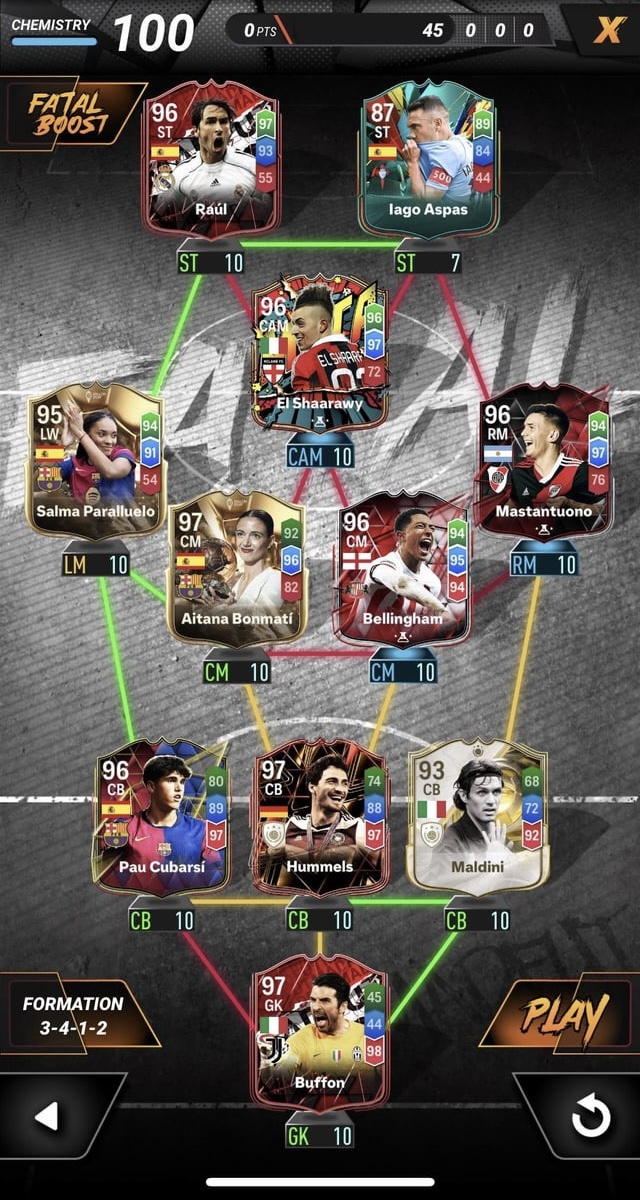 CHEMISTRY 100
0 PTS 45 0 0 0
X
FATAL
BOOST
96
ST
97
93
55
Raúl
ST 10
87
ST
89
84
44
500
Iago Aspas
ST 7
96
CAM
96
97
72
EL SHAARAWY
El Shaarawy
CAM 10
95
LW
94
91
54
Salma Paralluelo
LM 10
96
RM
94
97
76
Mastantuono
RM 10
97
CM
92
96
82
Aitana Bonmatí
CM 10
96
CM
94
95
94
Bellingham
CM 10
96
CB
80
89
97
Pau Cubarsí
CB 10
97
CB
74
88
97
Hummels
CB 10
93
CB
68
72
92
Maldini
CB 10
97
GK
45
44
98
Buffon
GK 10
FORMATION
3-4-1-2
PLAY